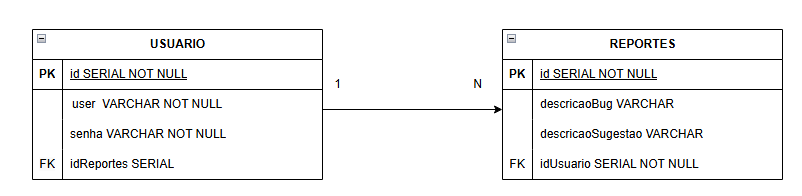 USUARIO
PK id SERIAL NOT NULL
user VARCHAR NOT NULL
senha VARCHAR NOT NULL
FK idReportes SERIAL
1 N
REPORTES
PK id SERIAL NOT NULL
descricaoBug VARCHAR
descricaoSugestao VARCHAR
FK idUsuario SERIAL NOT NULL